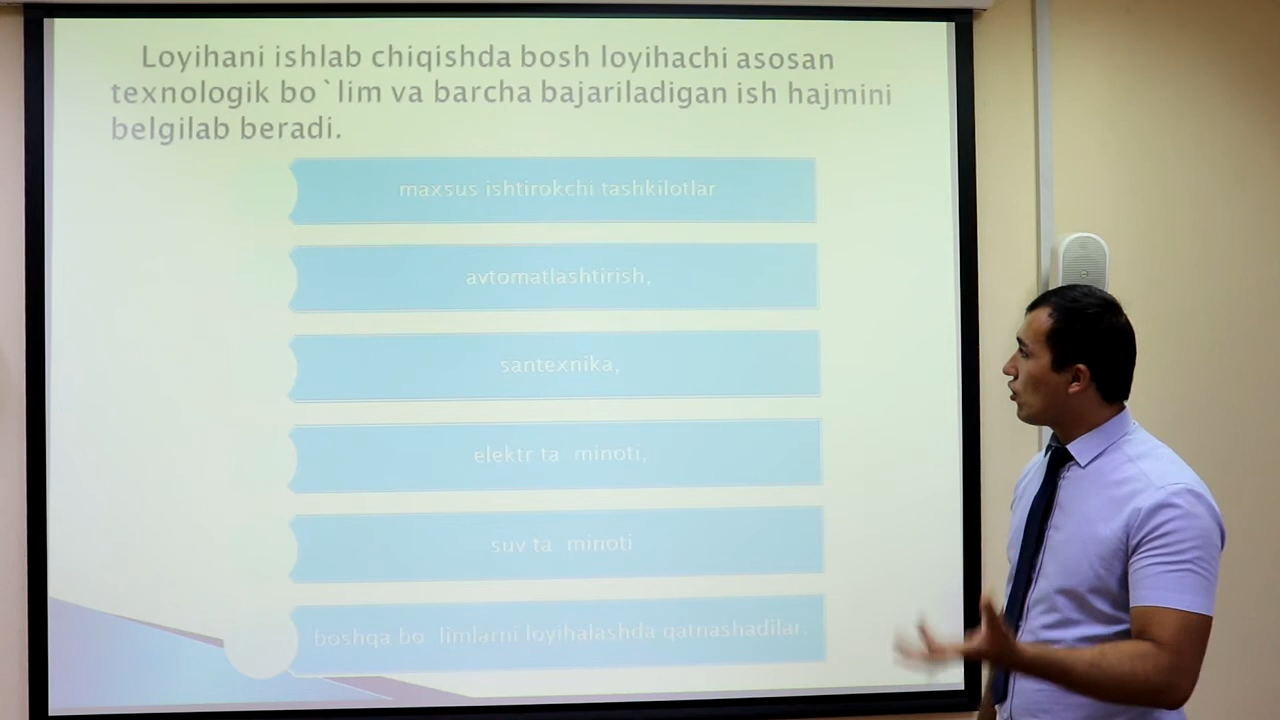 Loyihani ishlab chiqishda bosh loyihachi asosan
texnologik bo`lim va barcha bajariladigan ish hajmini
belgilab beradi.
maxsus ishtirokchi tashkilotlar
avtomatlashtirish,
santexnika,
elektr ta minoti,
suv ta minoti
boshqa bo limlarni loyihalashda qatnashadilar.